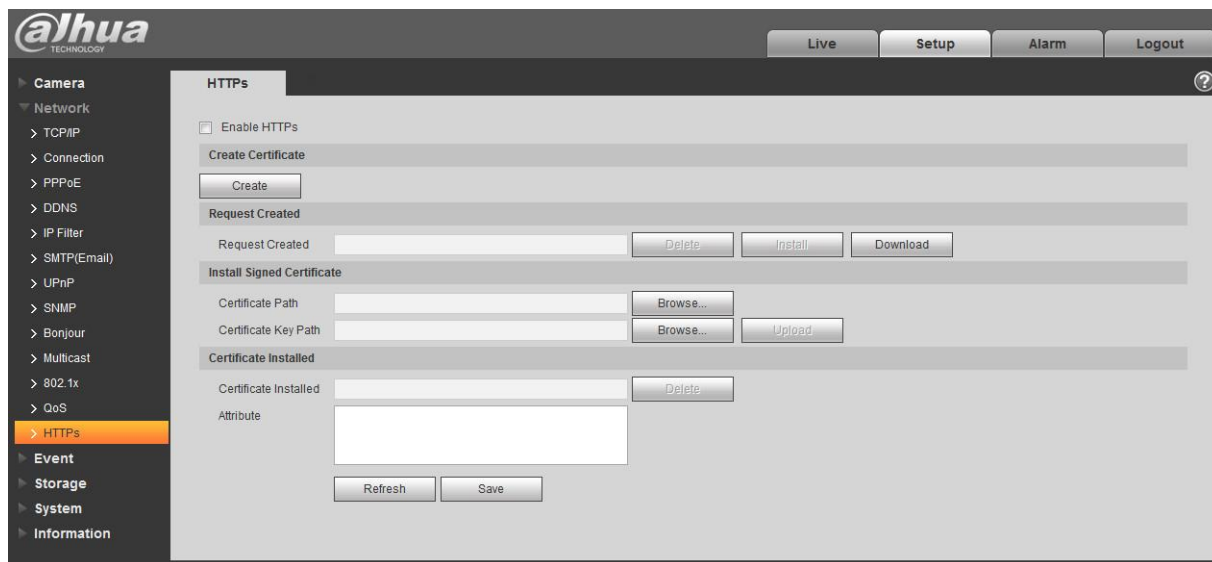 alhua
TECHNOLOGY
Live Setup Alarm Logout
Camera
Network
TCP/IP
Connection
PPPoE
DDNS
IP Filter
SMTP(Email)
UPnP
SNMP
Bonjour
Multicast
802.1x
QoS
HTTPs
Event
Storage
System
Information
HTTPs ?
Enable HTTPs
Create Certificate
Create
Request Created
Request Created Delete Install Download
Install Signed Certificate
Certificate Path Browse...
Certificate Key Path Browse... Upload
Certificate Installed
Certificate Installed Delete
Attribute
Refresh Save